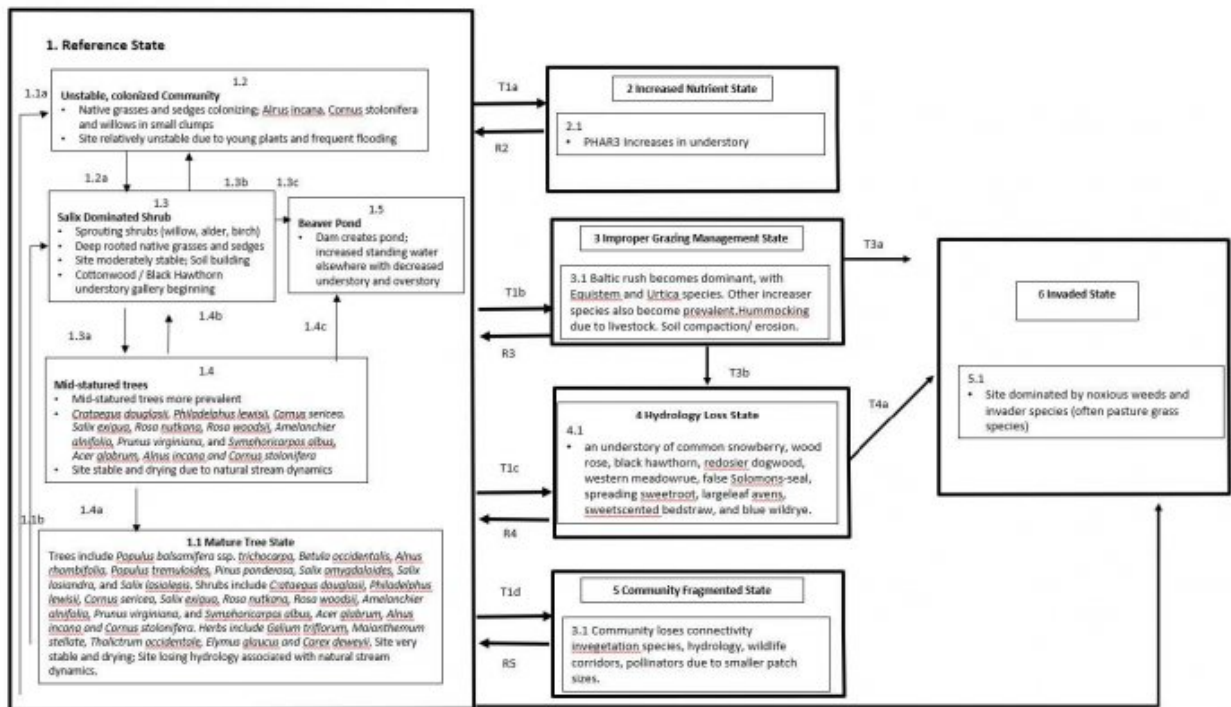 1. Reference State
1.1a
1.2
Unstable, colonized Community
• Native grasses and sedges colonizing; Alrus incana, Cornus stolonifera
and willows in small clumps
• Site relatively unstable due to young plants and frequent flooding
1.2a
1.3b
1.3c
1.3
Salix Dominated Shrub
• Sprouting shrubs (willow, alder, birch)
• Deep rooted native grasses and sedges
• Site moderately stable; Soil building
• Cottonwood / Black Hawthorn
understory gallery beginning
1.5
Beaver Pond
• Dam creates pond;
increased standing water
elsewhere with decreased
understory and overstory
1.3a
1.4b
1.4c
1.4
Mid-statured trees
• Mid-statured trees more prevalent
• Crataegus douglasii, Philadelphus lewisii, Cornus sericea,
Salix exigua, Rosa nutkana, Rosa woodsii, Amelanchier
alnifolia, Prunus virginiana, and Symphoricarpos albus,
Acer glabrum, Alnus incana and Cornus stolonifera
• Site stable and drying due to natural stream dynamics
1.4a
1.1b
1.1 Mature Tree State
Trees include Populus balsamifera ssp. trichocarpa, Betula occidentalis, Alnus
rhombifolia, Populus tremuloides, Pinus ponderosa, Salix amygdaloides, Salix
lasiandra, and Salix lasiolepis. Shrubs include Crataegus douglasii, Philadelphus
lewisii, Cornus sericea, Salix exigua, Rosa nutkana, Rosa woodsii, Amelanchier
alnifolia, Prunus virginiana, and Symphoricarpos albus, Acer glabrum, Alnus
incana and Cornus stolonifera. Herbs include Galium triflorum, Maianthemum
stellate, Thalictrum occidentale, Elymus glaucus and Carex deweyii. Site very
stable and drying; Site losing hydrology associated with natural stream
dynamics.
T1a
R2
2 Increased Nutrient State
2.1
• PHAR3 Increases in understory
T1b
R3
3 Improper Grazing Management State
3.1 Baltic rush becomes dominant, with
Equistem and Urtica species. Other increaser
species also become prevalent.Hummocking
due to livestock. Soil compaction/ erosion.
T3a
T3b
T1c
R4
4 Hydrology Loss State
4.1
• an understory of common snowberry, wood
rose, black hawthorn, redosier dogwood,
western meadowrue, false Solomons-seal,
spreading sweetroot, largeleaf avens,
sweetscented bedstraw, and blue wildrye.
T4a
T1d
R5
5 Community Fragmented State
3.1 Community loses connectivity
invegetation species, hydrology, wildlife
corridors, pollinators due to smaller patch
sizes.
6 Invaded State
5.1
• Site dominated by noxious weeds and
invader species (often pasture grass
species)